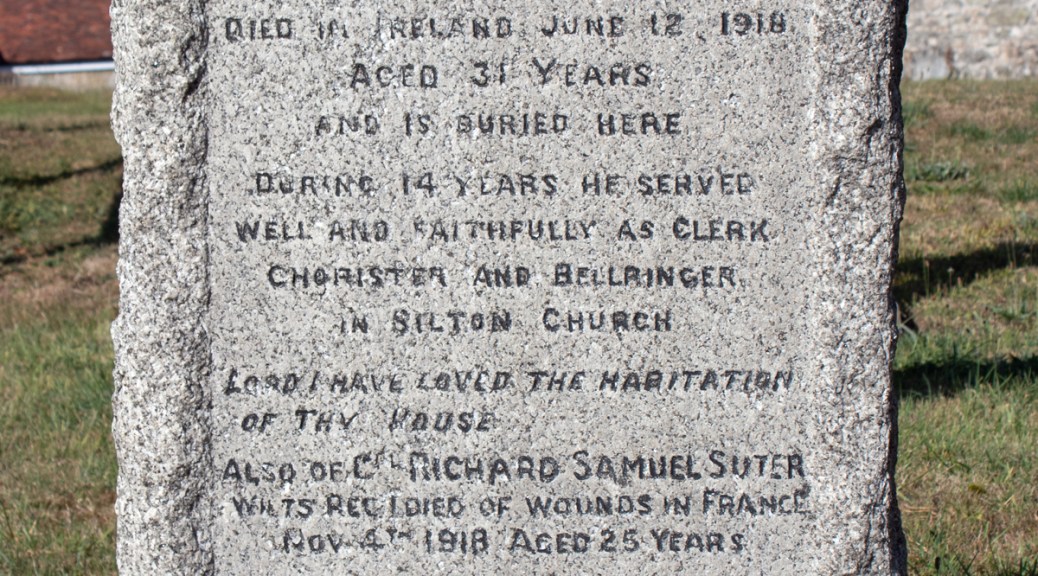 DIED IN IRELAND JUNE 12, 1918
AGED 31 YEARS
AND IS BURIED HERE
DURING 14 YEARS HE SERVED
WELL AND FAITHFULLY AS CLERK
CHORISTER AND BELLRINGER
IN SILTON CHURCH
LORD I HAVE LOVED THE HABITATION
OF THY HOUSE
ALSO OF CPL RICHARD SAMUEL SUTER
WILTS REGT DIED OF WOUNDS IN FRANCE
NOV 4TH 1918 AGED 25 YEARS